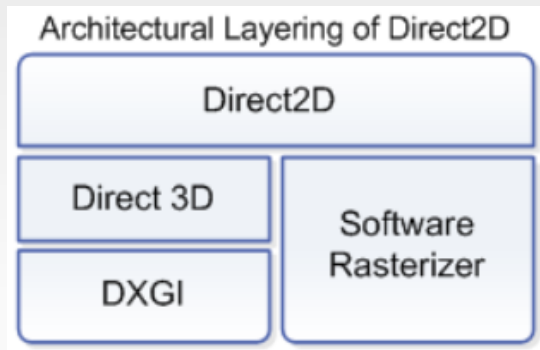 Architectural Layering of Direct2D
Direct2D
Direct 3D
DXGI
Software
Rasterizer